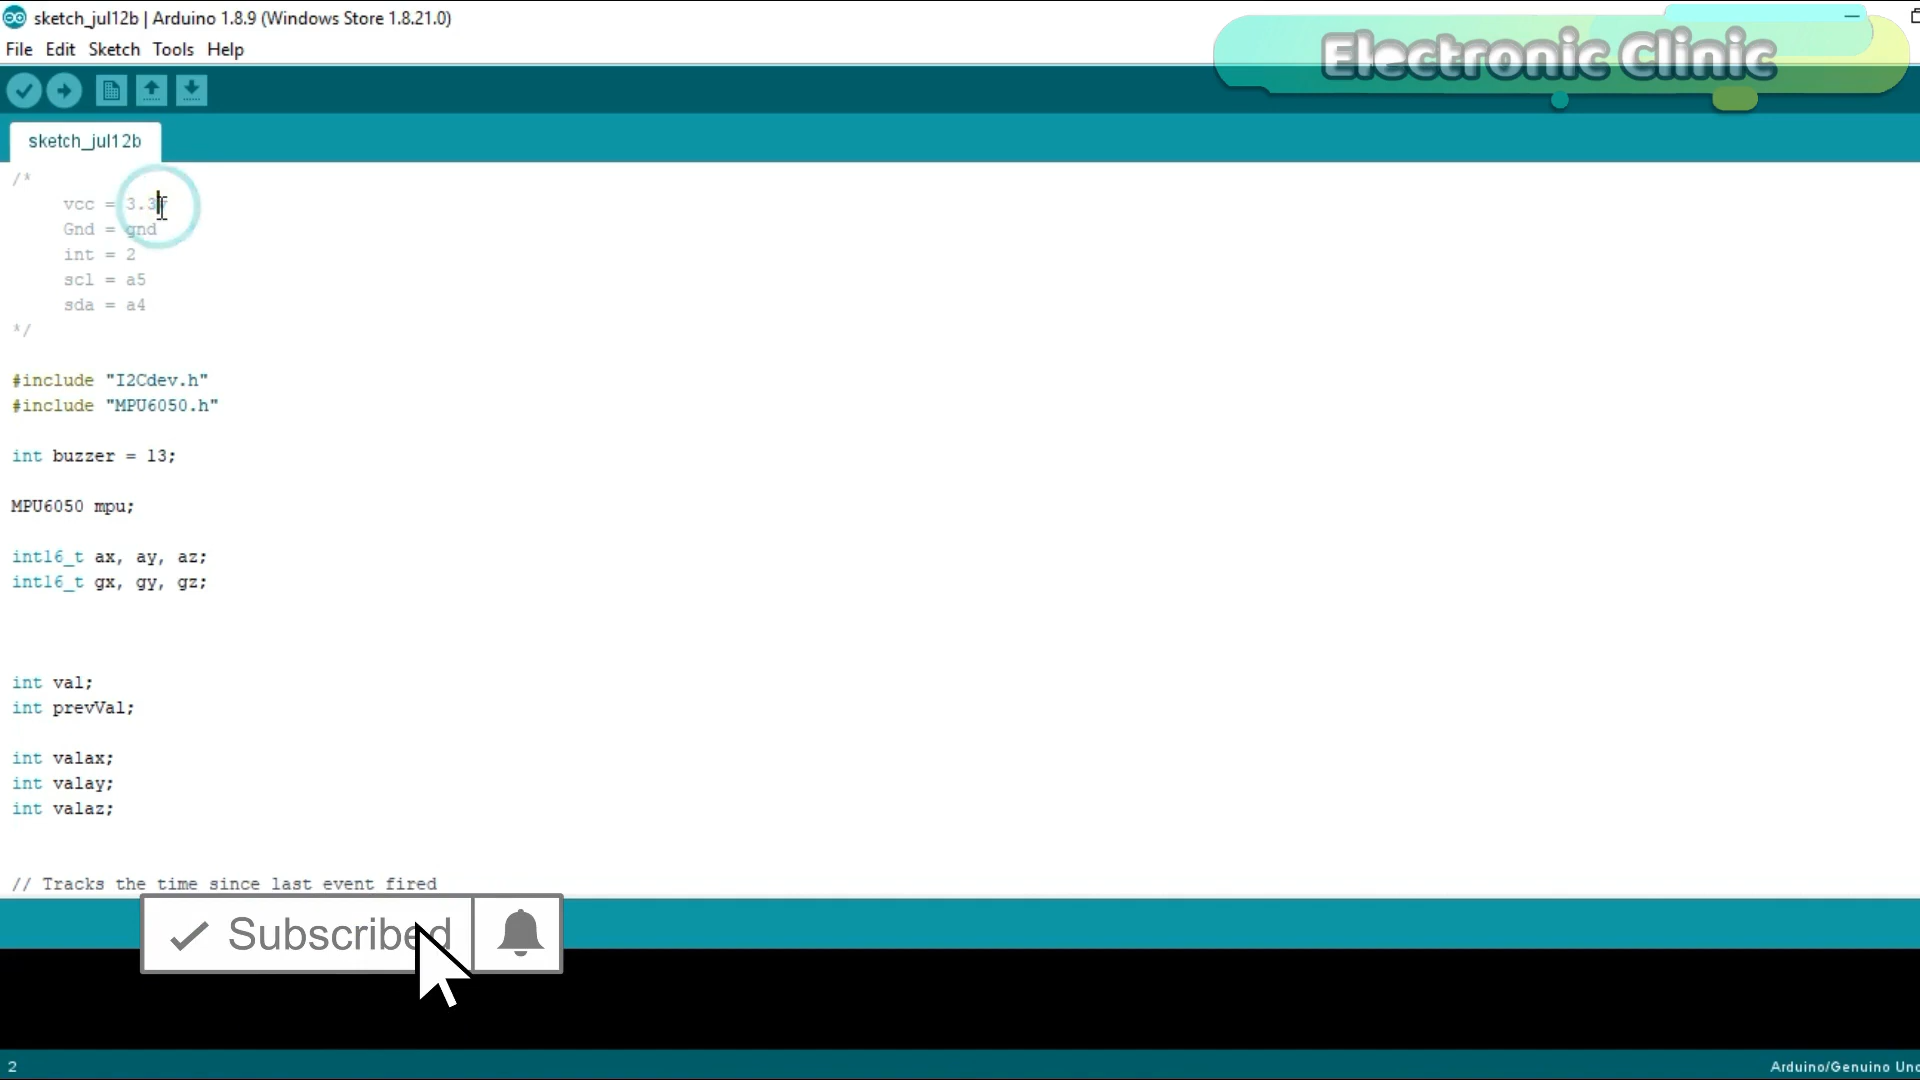 sketch_jul12b | Arduino 1.8.9 (Windows Store 1.8.21.0)
File Edit Sketch Tools Help
Electronic Clinic
sketch_jul12b
/*
vcc = 3.3v
Gnd = gnd
int = 2
scl = a5
sda = a4
*/
#include "I2Cdev.h"
#include "MPU6050.h"
int buzzer = 13;
MPU6050 mpu;
int16_t ax, ay, az;
int16_t gx, gy, gz;
int val;
int prevVal;
int valax;
int valay;
int valaz;
// Tracks the time since last event fired
Subscribed
2
Arduino/Genuino Uno